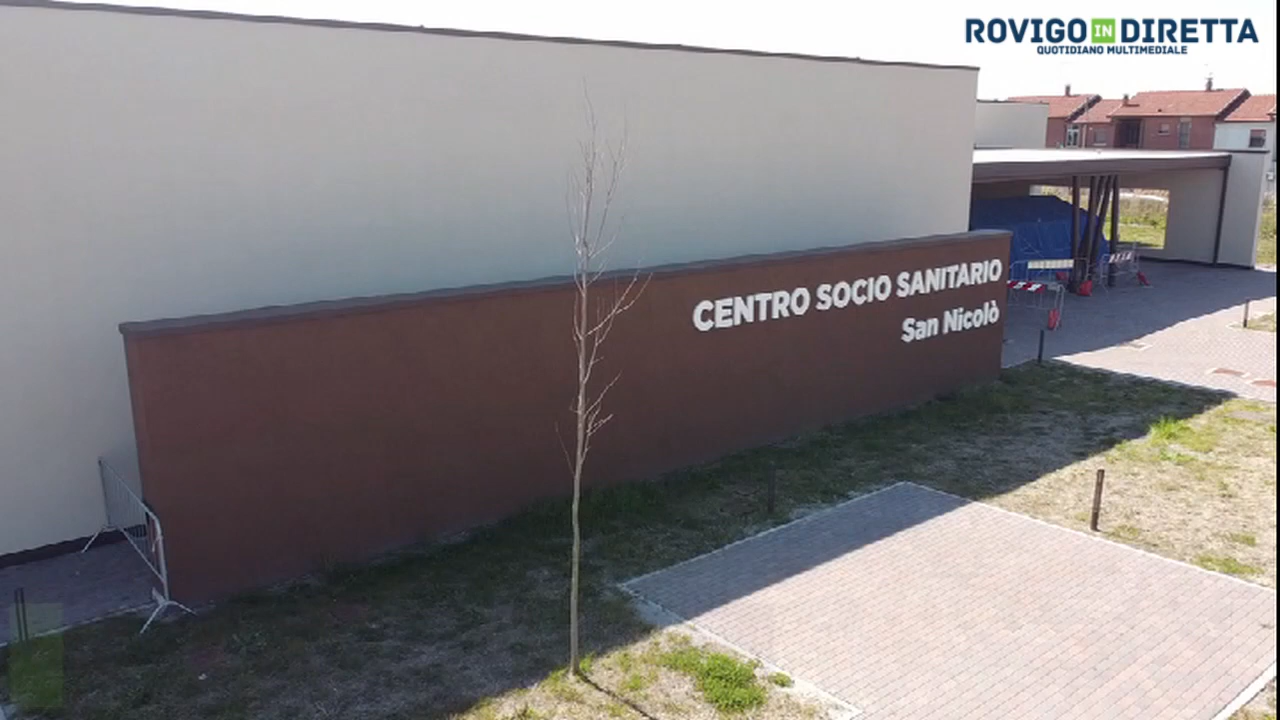 ROVIGO IN DIRETTA
QUOTIDIANO MULTIMEDIALE
CENTRO SOCIO SANITARIO
San Nicolò